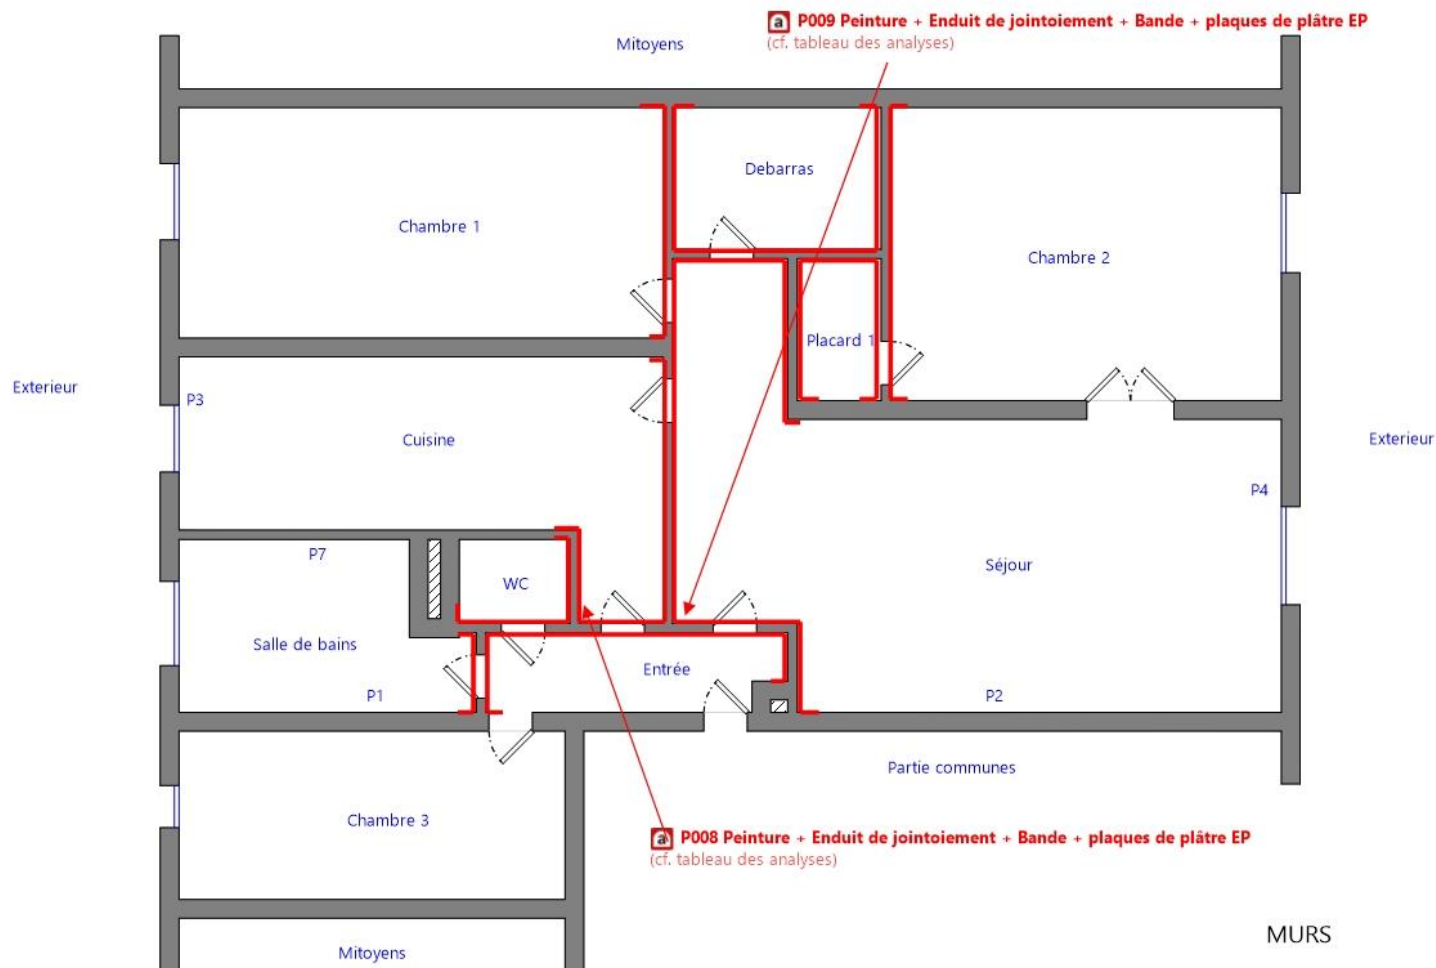 a P009 Peinture + Enduit de jointoiement + Bande + plaques de plâtre EP
(cf. tableau des analyses)
Mitoyens
Debarras
Chambre 1
Chambre 2
Placard 1
Exterieur
P3
Cuisine
Exterieur
P4
P7
WC
Séjour
Salle de bains
Entrée
P1
P2
Partie communes
Chambre 3
a P008 Peinture + Enduit de jointoiement + Bande + plaques de plâtre EP
(cf. tableau des analyses)
MURS
Mitoyens